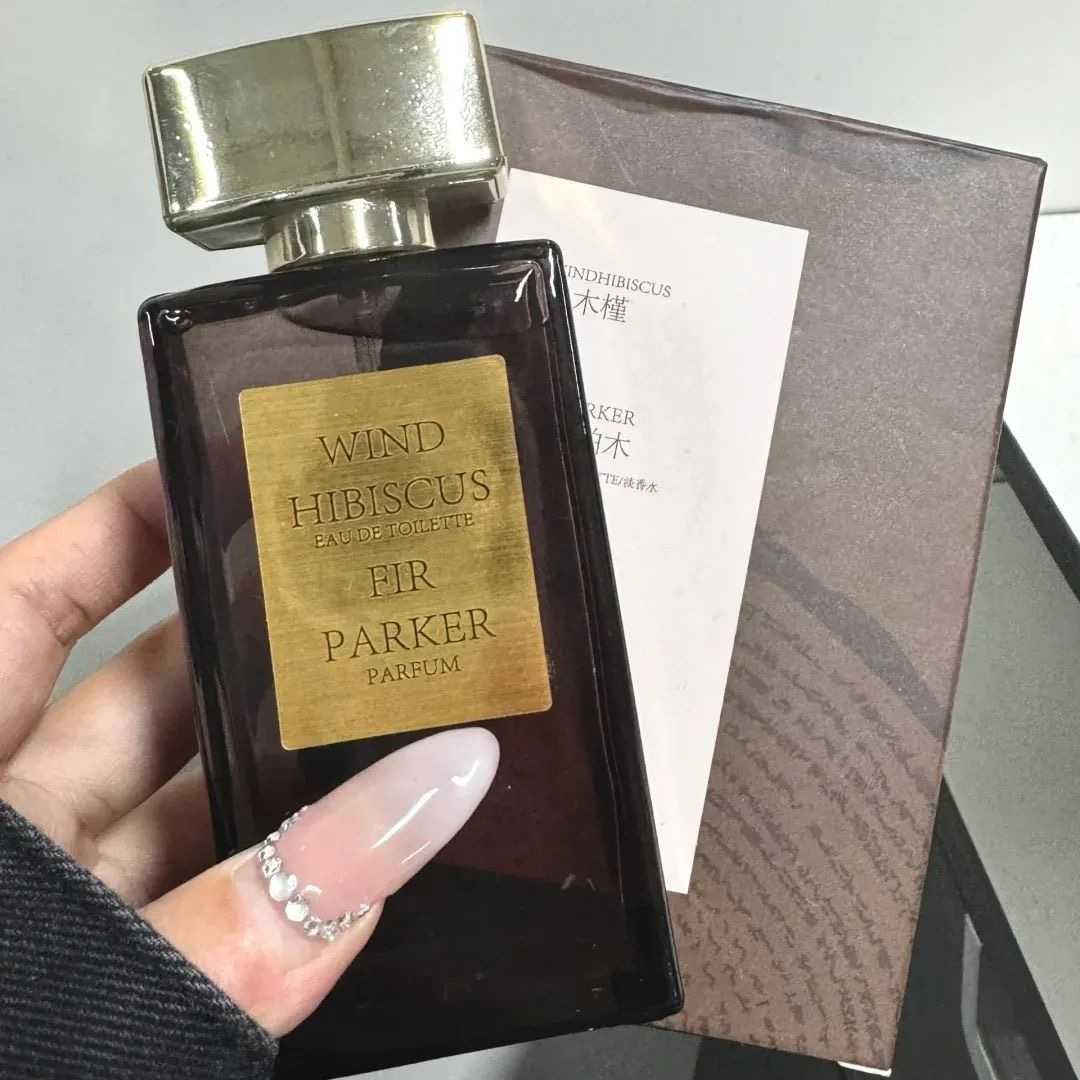 WIND
HIBISCUS
EAU DE TOILETTE
FIR
PARKER
PARFUM
INDHIBISCUS
木槿
RKER
柏木
TTE/淡香水